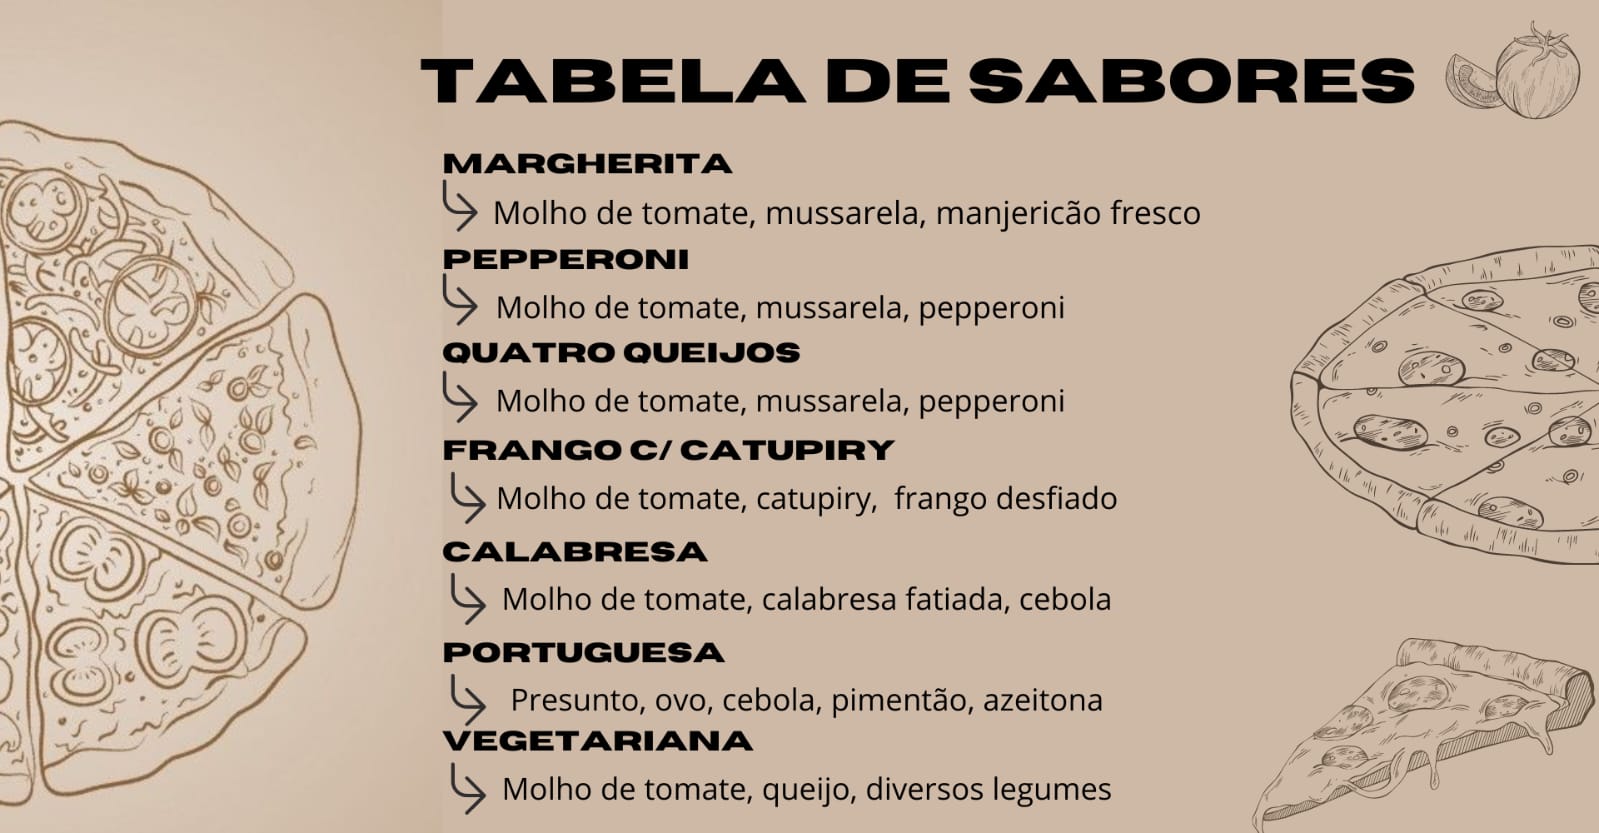 TABELA DE SABORES
MARGHERITA
Molho de tomate, mussarela, manjericão fresco
PEPPERONI
Molho de tomate, mussarela, pepperoni
QUATRO QUEIJOS
Molho de tomate, mussarela, pepperoni
FRANGO C/ CATUPIRY
Molho de tomate, catupiry, frango desfiado
CALABRESA
Molho de tomate, calabresa fatiada, cebola
PORTUGUESA
Presunto, ovo, cebola, pimentão, azeitona
VEGETARIANA
Molho de tomate, queijo, diversos legumes